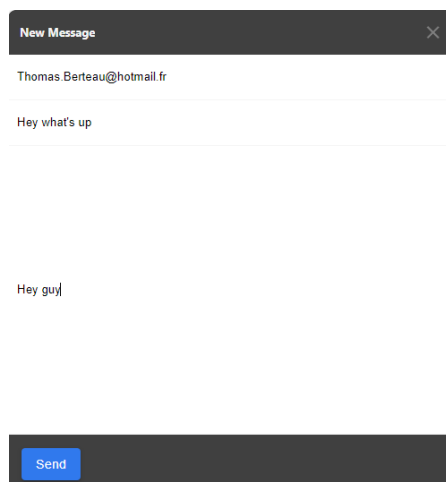 New Message
Thomas.Berteau@hotmail.fr
Hey what's up
Hey guy
Send